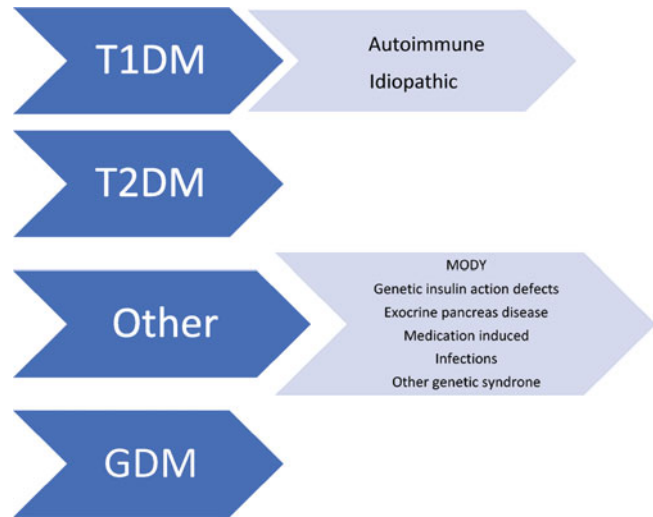 T1DM
Autoimmune
Idiopathic
T2DM
Other
MODY
Genetic insulin action defects
Exocrine pancreas disease
Medication induced
Infections
Other genetic syndrome
GDM